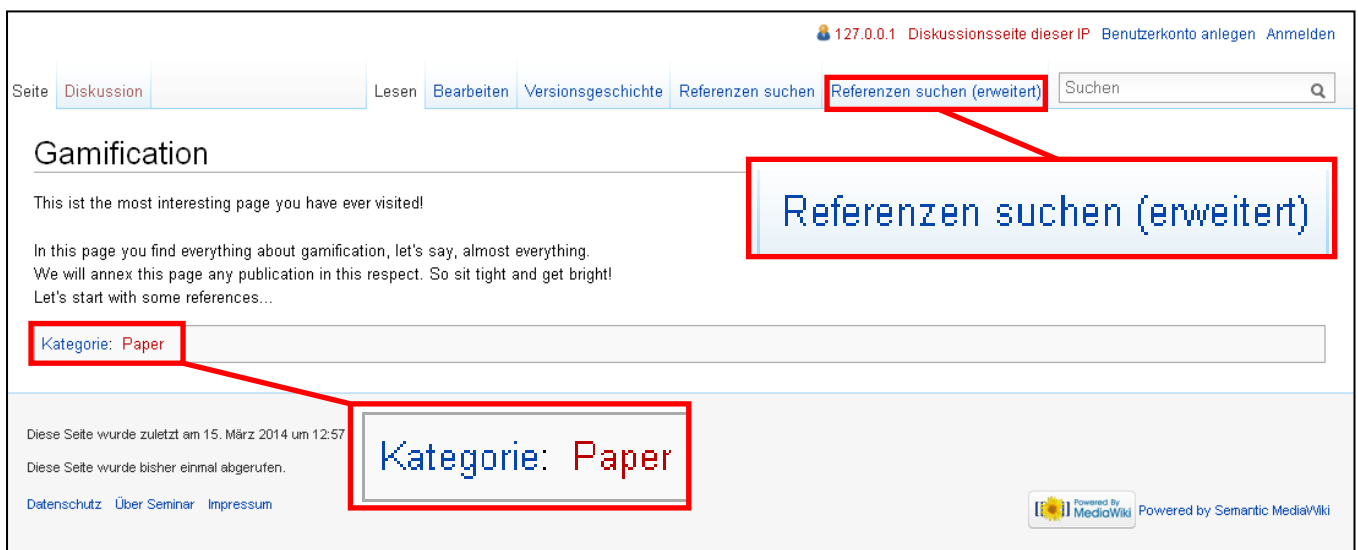 127.0.0.1 Diskussionsseite dieser IP Benutzerkonto anlegen Anmelden
Seite Diskussion Lesen Bearbeiten Versionsgeschichte Referenzen suchen Referenzen suchen (erweitert) Suchen
Gamification
Referenzen suchen (erweitert)
This ist the most interesting page you have ever visited!
In this page you find everything about gamification, let's say, almost everything.
We will annex this page any publication in this respect. So sit tight and get bright!
Let's start with some references...
Kategorie: Paper
Kategorie: Paper
Diese Seite wurde zuletzt am 15. März 2014 um 12:57
Diese Seite wurde bisher einmal abgerufen.
Datenschutz Über Seminar Impressum
Powered By
MediaWiki Powered by Semantic MediaWiki